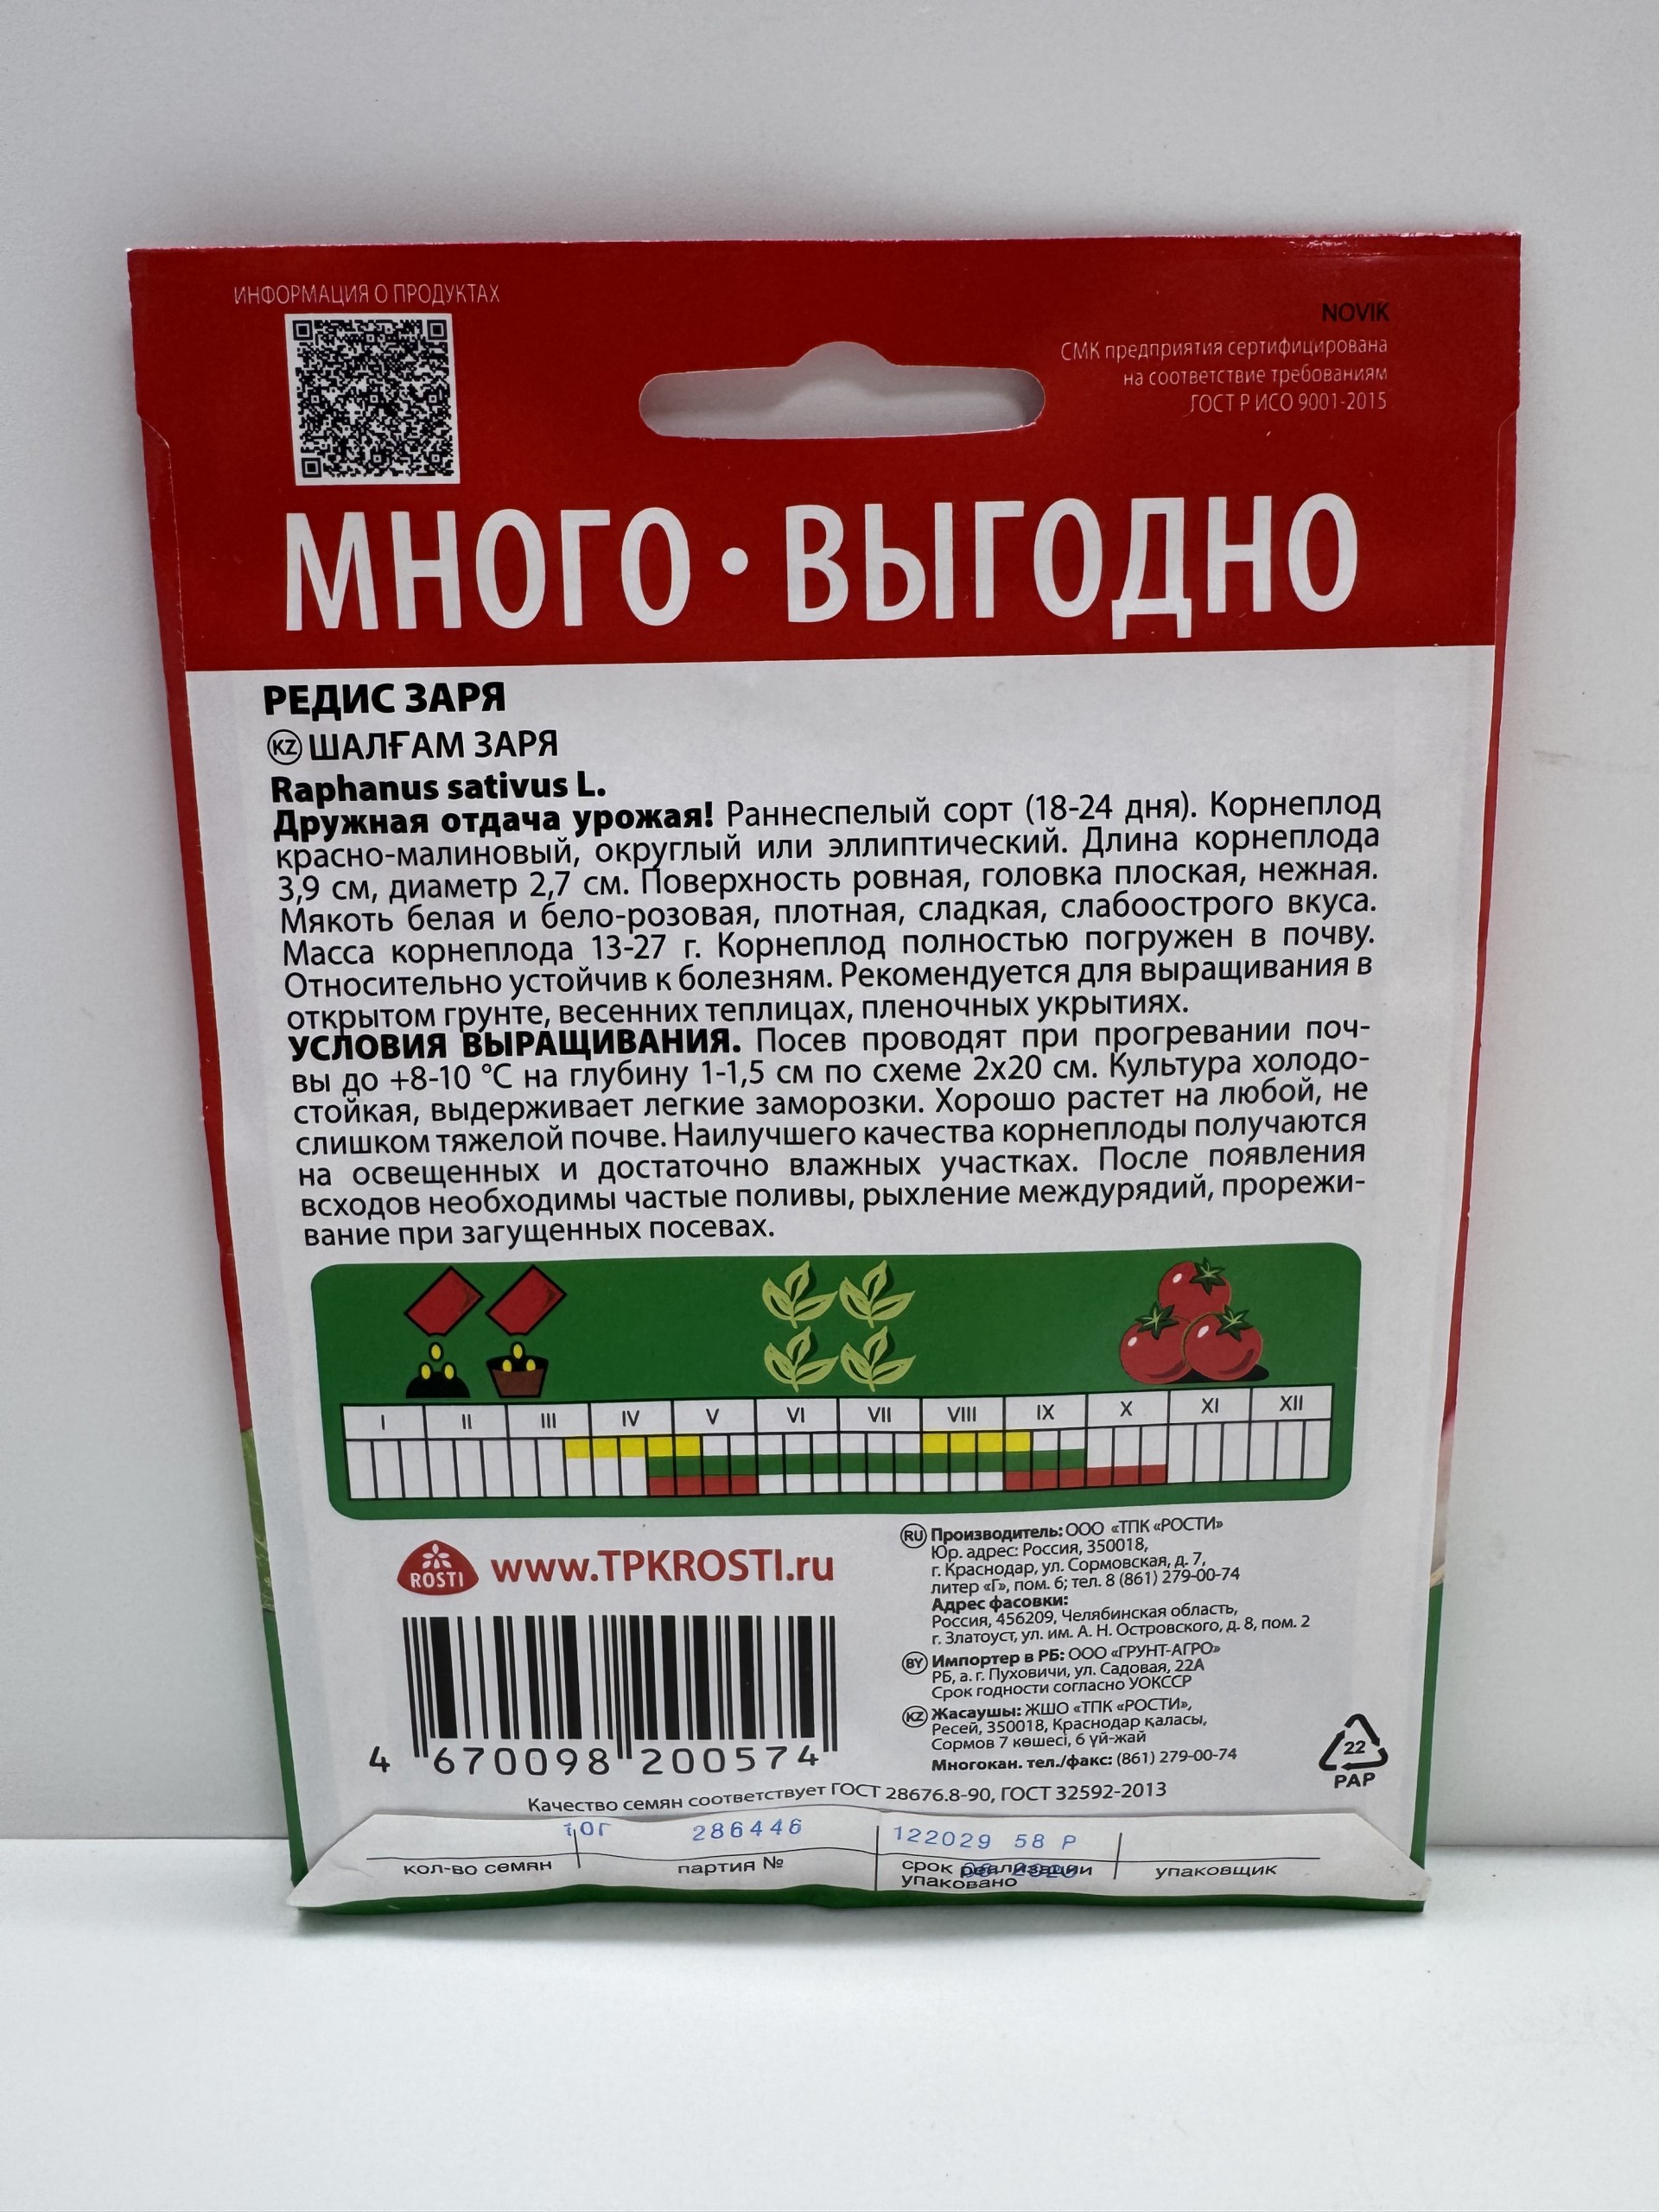 ИНФОРМАЦИЯ О ПРОДУКТАХ
NOVIK
СМК предприятия сертифицирована
на соответствие требованиям
ГОСТ Р ИСО 9001-2015
МНОГО • ВЫГОДНО
РЕДИС ЗАРЯ
KZ ШАЛҒАМ ЗАРЯ
Raphanus sativus L.
Дружная отдача урожая! Раннеспелый сорт (18-24 дня). Корнеплод
красно-малиновый, округлый или эллиптический. Длина корнеплода
3,9 см, диаметр 2,7 см. Поверхность ровная, головка плоская, нежная.
Мякоть белая и бело-розовая, плотная, сладкая, слабоострого вкуса.
Масса корнеплода 13-27 г. Корнеплод полностью погружен в почву.
Относительно устойчив к болезням. Рекомендуется для выращивания в
открытом грунте, весенних теплицах, пленочных укрытиях.
УСЛОВИЯ ВЫРАЩИВАНИЯ. Посев проводят при прогревании поч-
вы до +8-10 °С на глубину 1-1,5 см по схеме 2х20 см. Культура холодо-
стойкая, выдерживает легкие заморозки. Хорошо растет на любой, не
слишком тяжелой почве. Наилучшего качества корнеплоды получаются
на освещенных и достаточно влажных участках. После появления
всходов необходимы частые поливы, рыхление междурядий, прорежи-
вание при загущенных посевах.
I II III IV V VI VII VIII IX X XI XII
ROSTI www.TPKROSTI.ru
RU Производитель: ООО «ТПК «РОСТИ»
Юр. адрес: Россия, 350018,
г. Краснодар, ул. Сормовская, д. 7,
литер «Г», пом. 6; тел. 8 (861) 279-00-74
Адрес фасовки:
Россия, 456209, Челябинская область,
г. Златоуст, ул. им. А. Н. Островского, д. 8, пом. 2
BY Импортер в РБ: ООО «ГРУНТ-АГРО»
РБ, а. г. Пуховичи, ул. Садовая, 22А
Срок годности согласно УОКССР
KZ Жасаушы: ЖШО «ТПК «РОСТИ»,
Ресей, 350018, Краснодар қаласы,
Сормов 7 көшесі, 6 үй-жай
Многокан. тел./факс: (861) 279-00-74
4 670098 200574
22
PAP
Качество семян соответствует ГОСТ 28676.8-90, ГОСТ 32592-2013
10Г 286446 122029 58 Р
кол-во семян партия № срок реализации упаковщик
упаковано